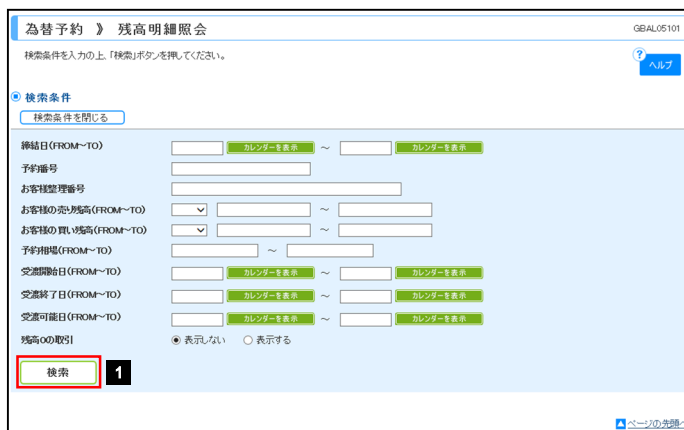 為替予約 》 残高明細照会
GBAL05101
検索条件を入力の上、「検索」ボタンを押してください。
?
ヘルプ
検索条件
検索条件を閉じる
締結日(FROM～TO) カレンダーを表示 ～ カレンダーを表示
予約番号
お客様整理番号
お客様の売り残高(FROM～TO) ～
お客様の買い残高(FROM～TO) ～
予約相場(FROM～TO) ～
受渡開始日(FROM～TO) カレンダーを表示 ～ カレンダーを表示
受渡終了日(FROM～TO) カレンダーを表示 ～ カレンダーを表示
受渡可能日(FROM～TO) カレンダーを表示 ～ カレンダーを表示
残高0の取引 表示しない 表示する
検索 1
ページの先頭へ